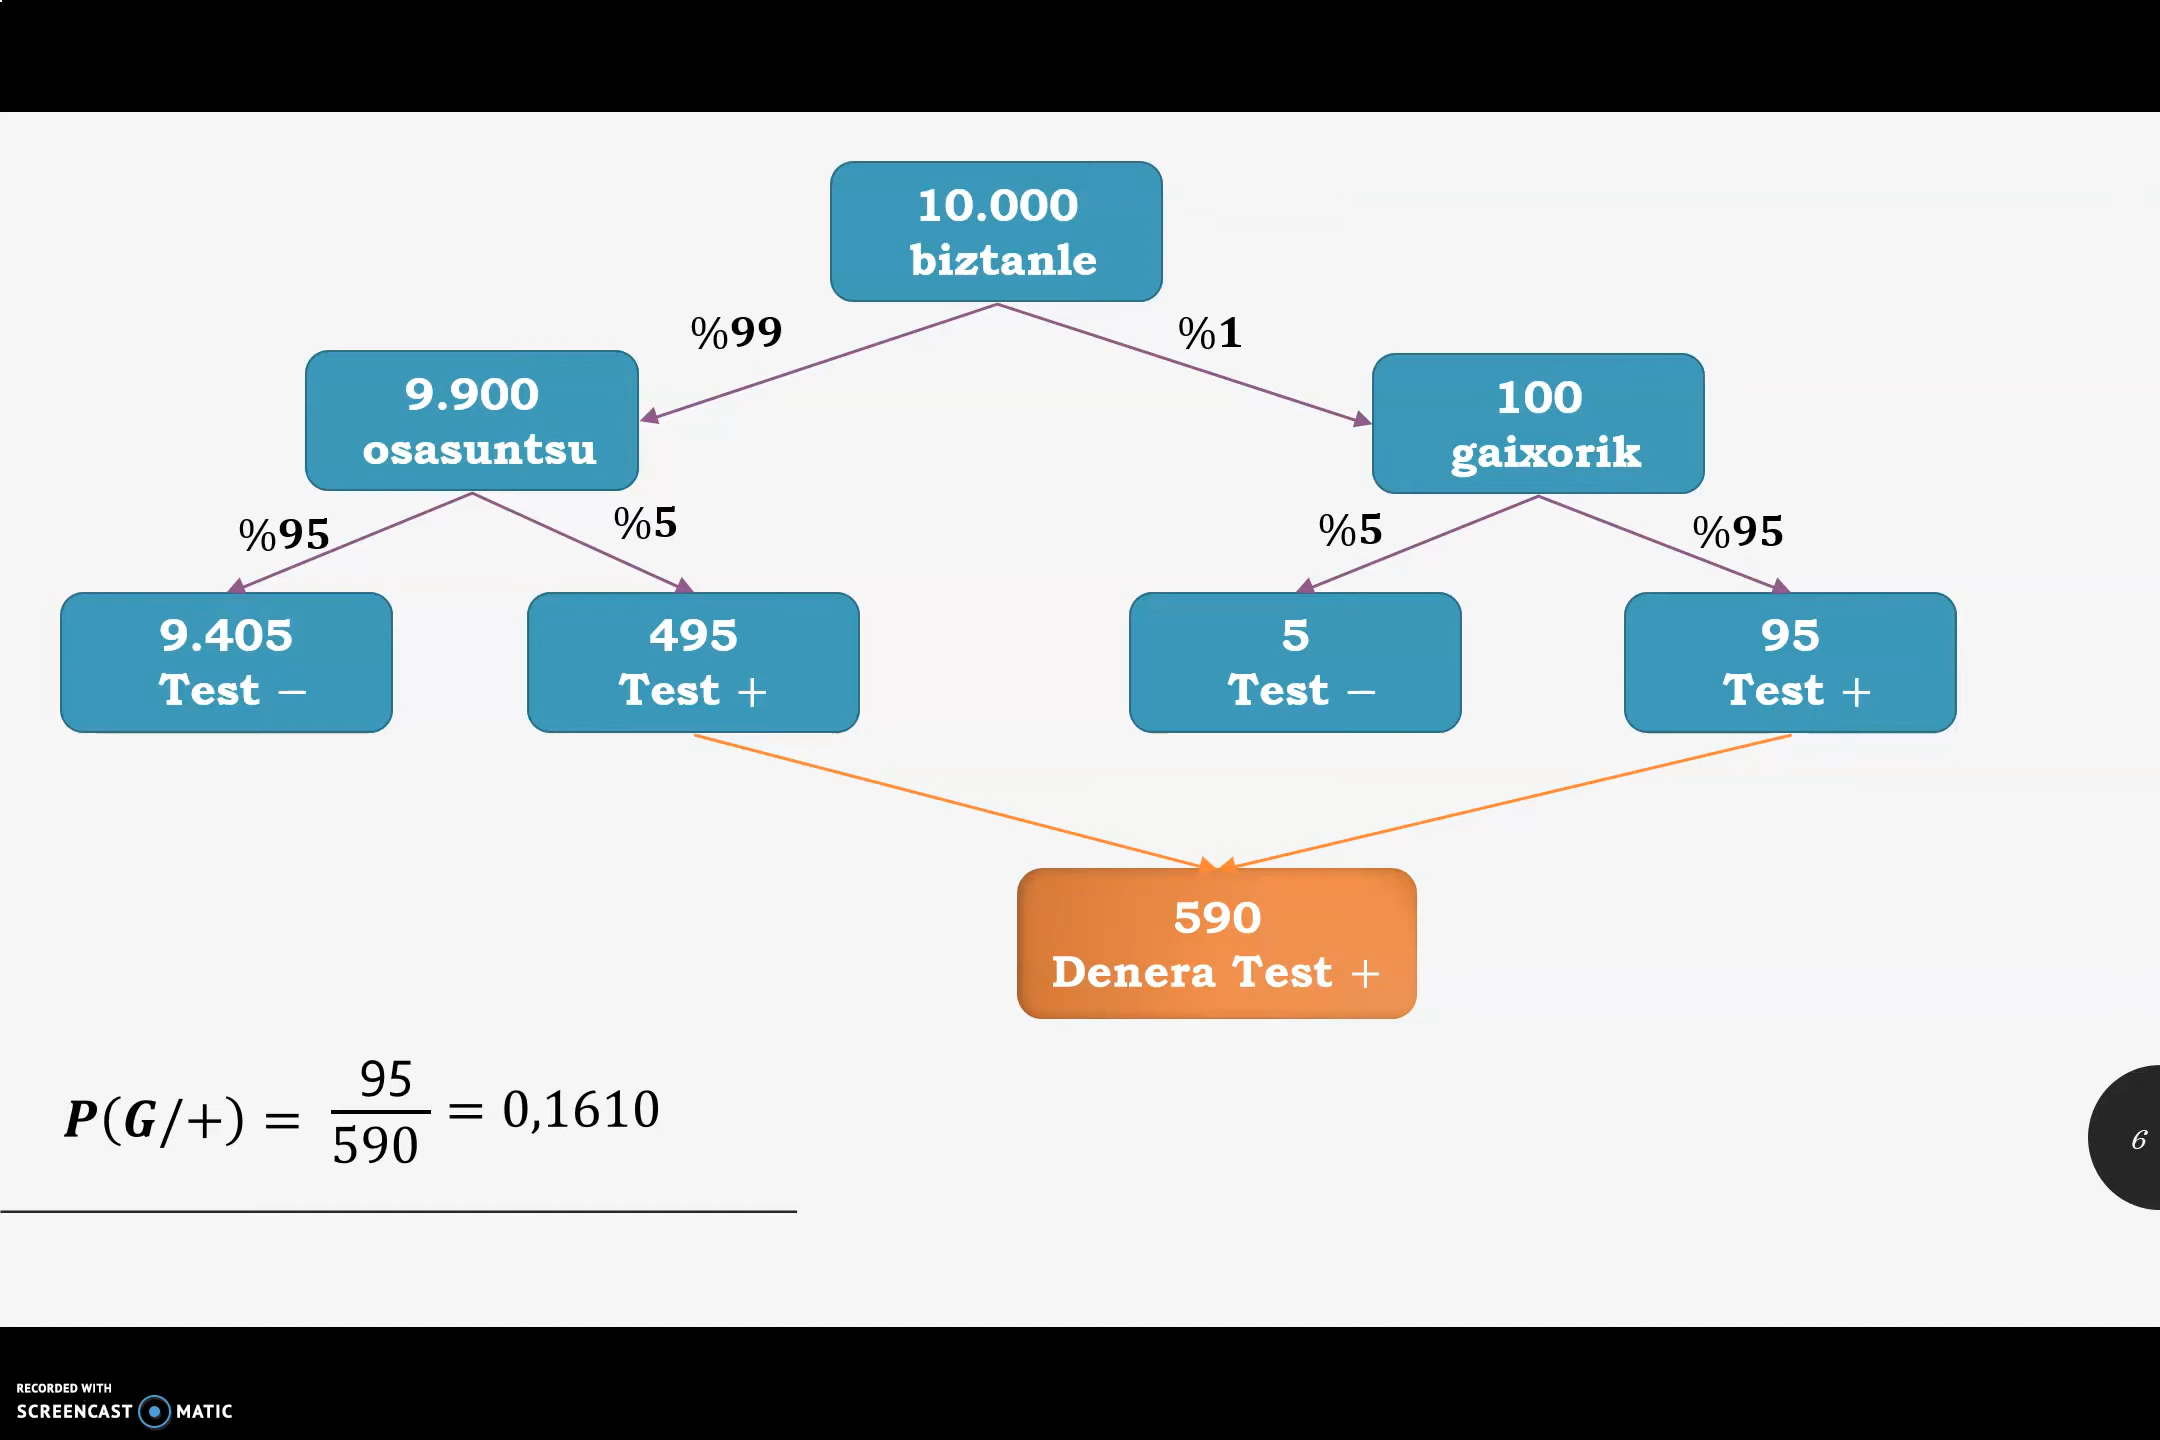 10.000
biztanle
%99
%1
9.900
osasuntsu
100
gaixorik
%95
%5
%5
%95
9.405
Test −
495
Test +
5
Test −
95
Test +
590
Denera Test +
P(G/+) = 95/590 = 0,1610
6
RECORDED WITH
SCREENCAST MATIC